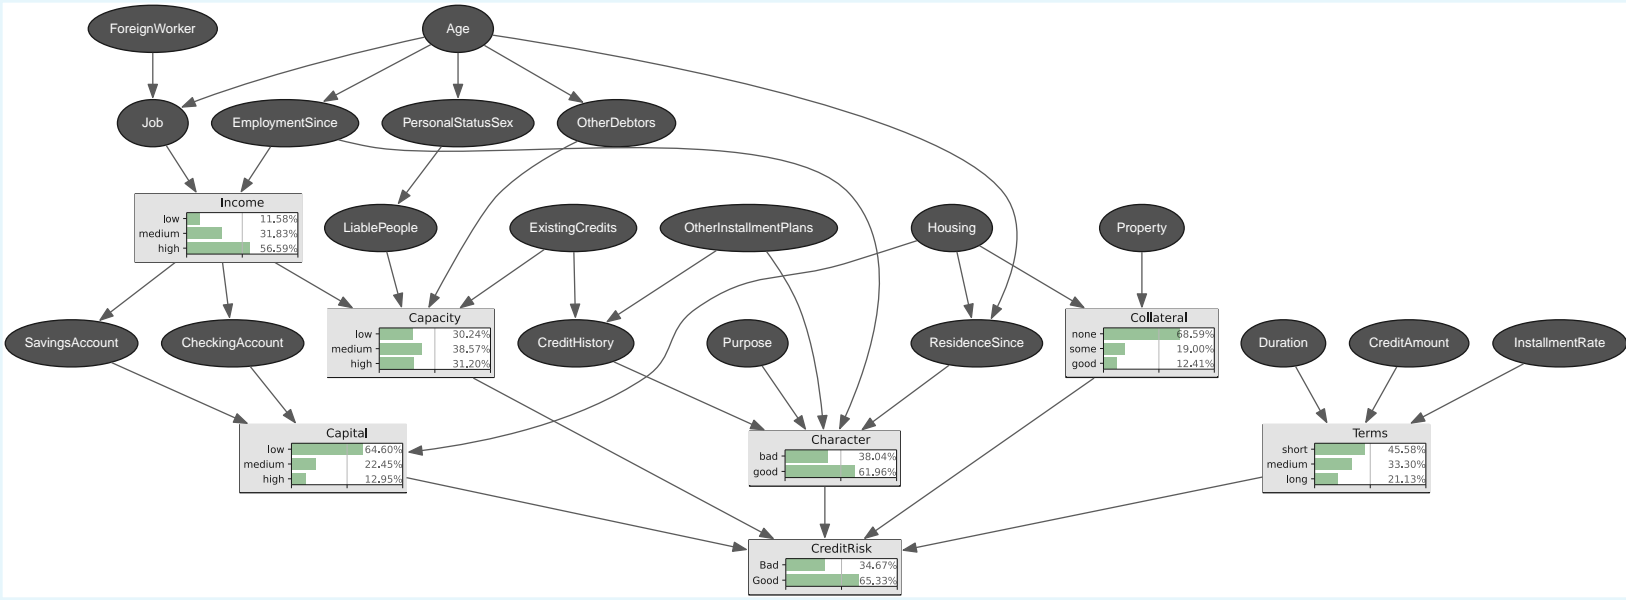 ForeignWorker
Age
Job
EmploymentSince
PersonalStatusSex
OtherDebtors
Income
low 11.58%
medium 31.83%
high 56.59%
LiablePeople
ExistingCredits
OtherInstallmentPlans
Housing
Property
SavingsAccount
CheckingAccount
Capacity
low 30.24%
medium 38.57%
high 31.20%
CreditHistory
Purpose
ResidenceSince
Collateral
none 68.59%
some 19.00%
good 12.41%
Duration
CreditAmount
InstallmentRate
Capital
low 64.60%
medium 22.45%
high 12.95%
Character
bad 38.04%
good 61.96%
Terms
short 45.58%
medium 33.30%
long 21.13%
CreditRisk
Bad 34.67%
Good 65.33%